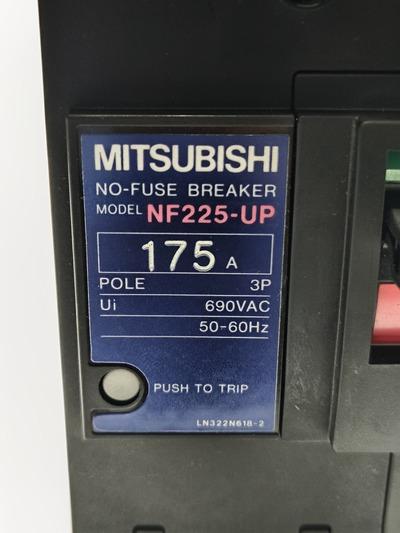 MITSUBISHI
NO-FUSE BREAKER
MODEL NF225-UP
175 A
POLE 3P
Ui 690VAC
50-60Hz
PUSH TO TRIP
LN322N618-2